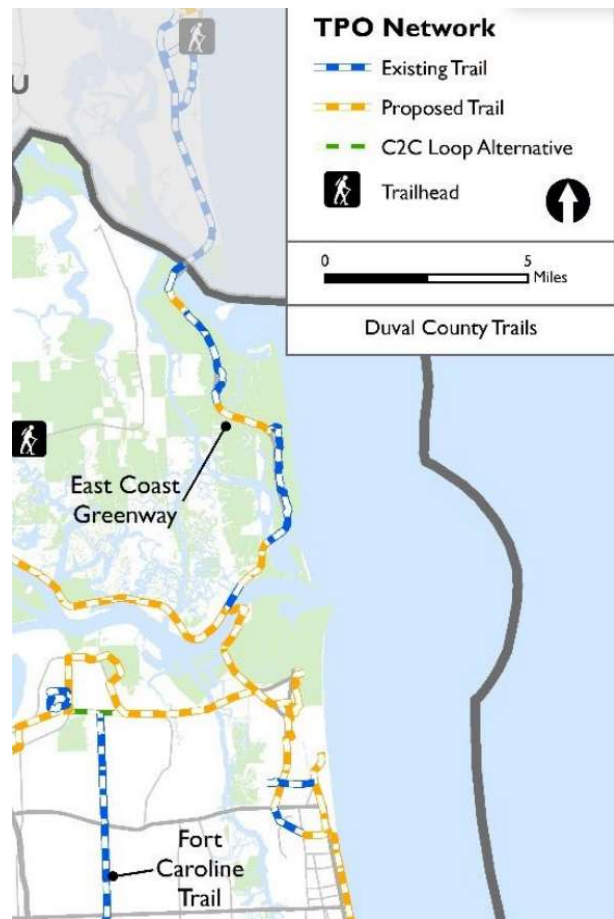 TPO Network
Existing Trail
Proposed Trail
C2C Loop Alternative
Trailhead
0 5
Miles
Duval County Trails
U
East Coast
Greenway
Fort
Caroline
Trail